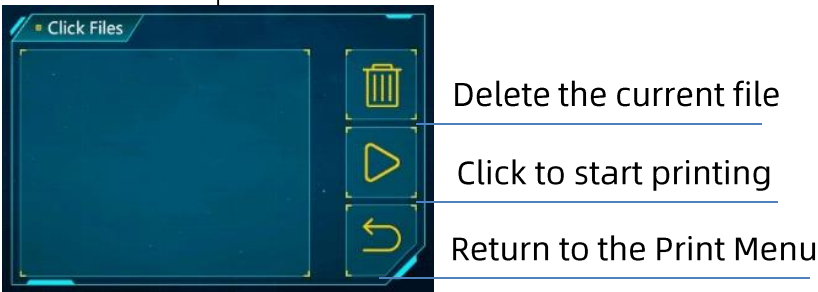 Click Files
Delete the current file
Click to start printing
Return to the Print Menu